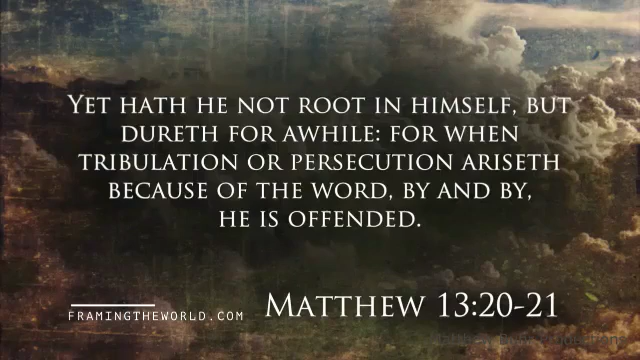 Yet hath he not root in himself, but
dureth for awhile: for when
tribulation or persecution ariseth
because of the word, by and by,
he is offended.
Matthew 13:20-21
FRAMINGTHEWORLD.COM